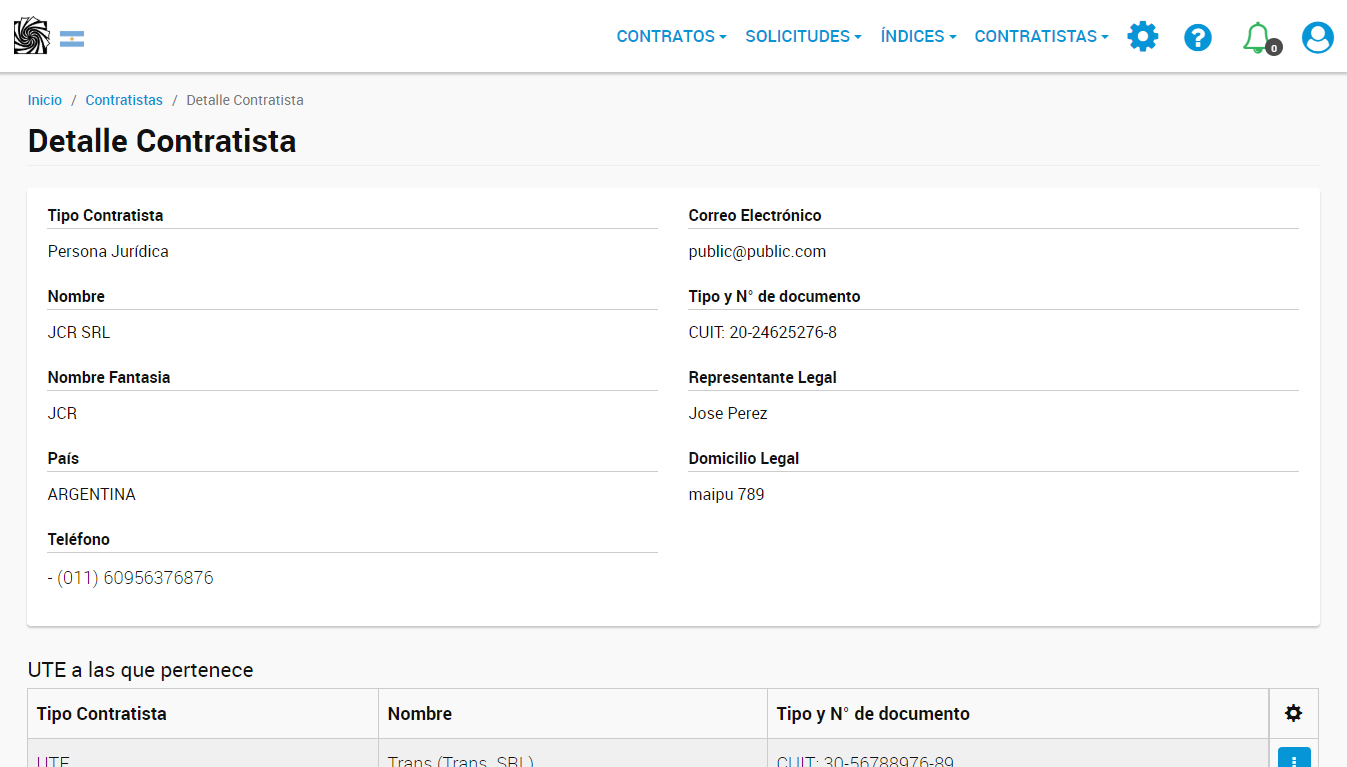 CONTRATOS SOLICITUDES ÍNDICES CONTRATISTAS 0
Inicio / Contratistas / Detalle Contratista
Detalle Contratista
Tipo Contratista
Persona Jurídica
Correo Electrónico
public@public.com
Nombre
JCR SRL
Tipo y N° de documento
CUIT: 20-24625276-8
Nombre Fantasia
JCR
Representante Legal
Jose Perez
País
ARGENTINA
Domicilio Legal
maipu 789
Teléfono
- (011) 60956376876
UTE a las que pertenece
Tipo Contratista Nombre Tipo y N° de documento
UTE Trans (Trans. SRL) CUIT: 30-56788976-89